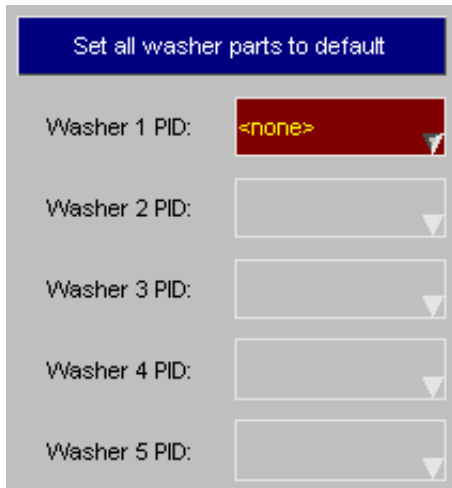 Set all washer parts to default
Washer 1 PID: <none>
Washer 2 PID:
Washer 3 PID:
Washer 4 PID:
Washer 5 PID: